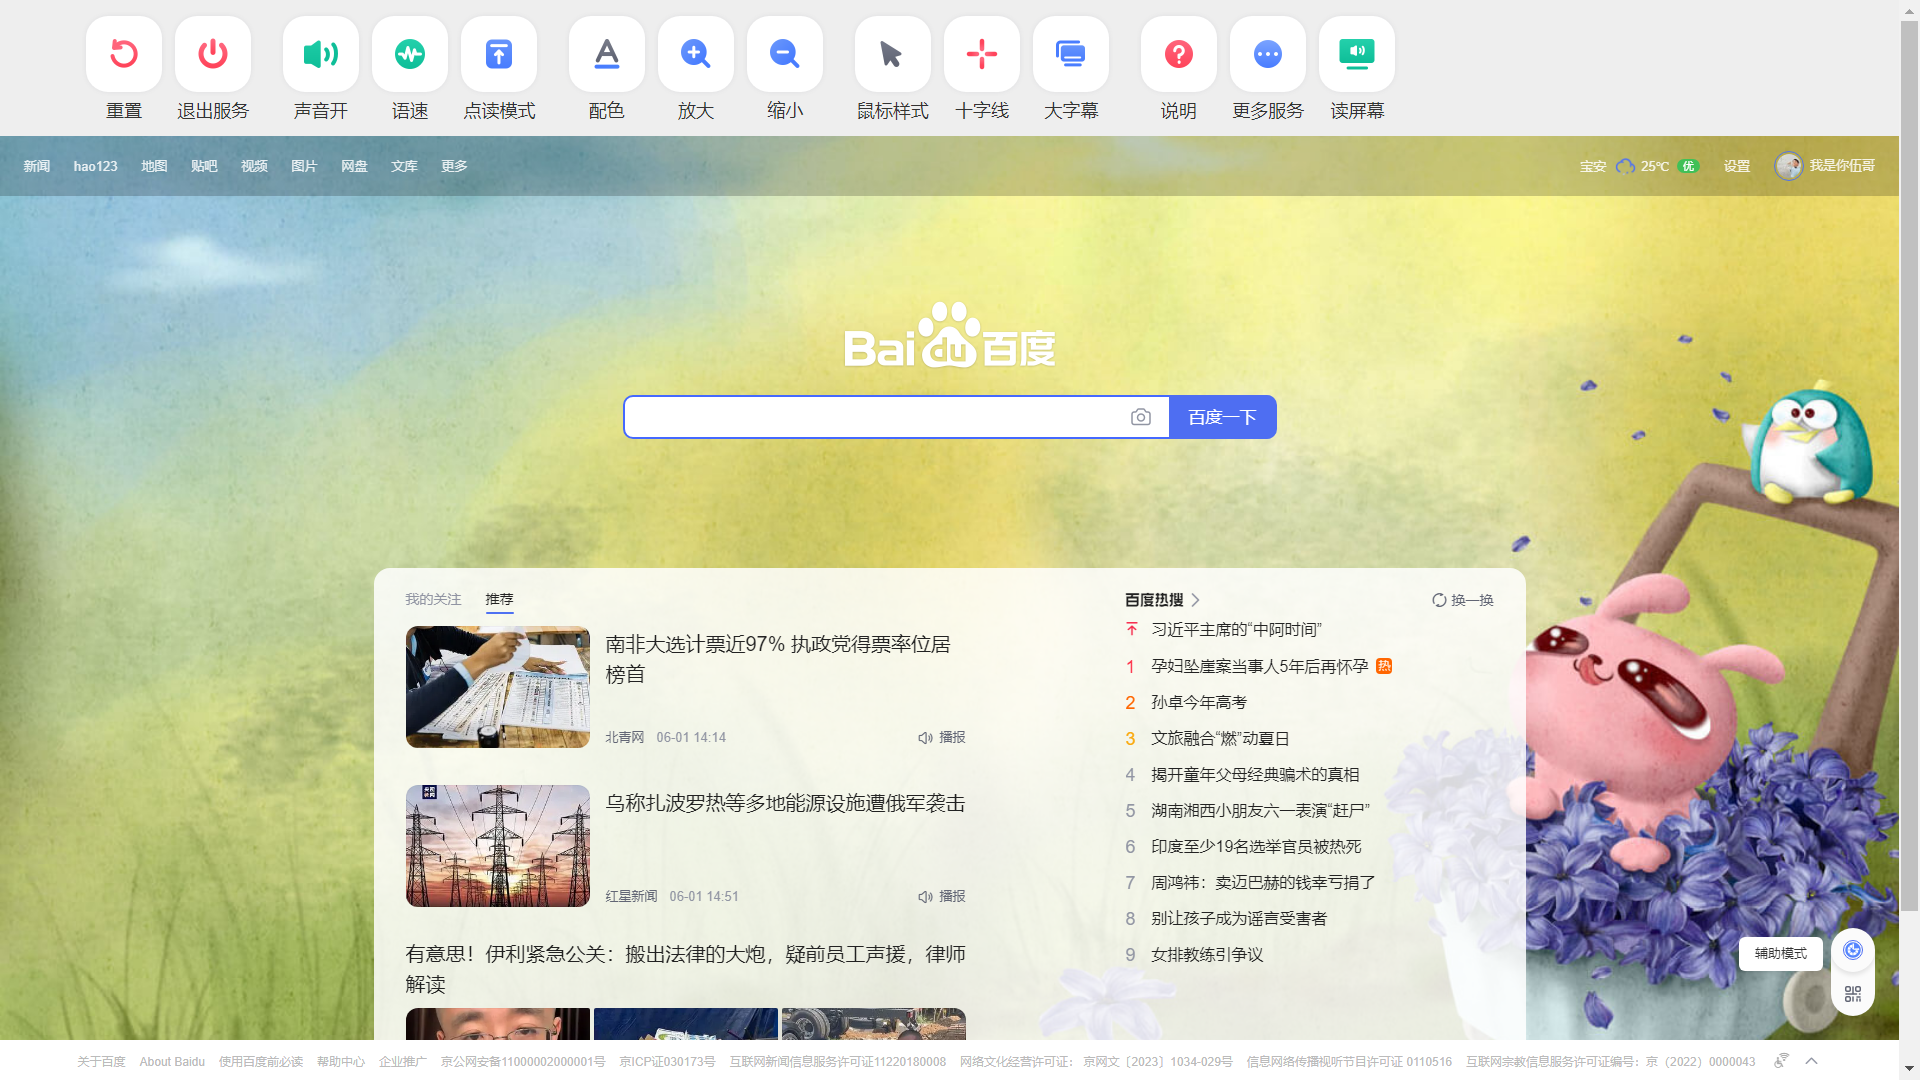 重置
退出服务
声音开
语速
点读模式
配色
放大
缩小
鼠标样式
十字线
大字幕
说明
更多服务
读屏幕
新闻
hao123
地图
贴吧
视频
图片
网盘
文库
更多
宝安
25℃
优
设置
我是你伍哥
Bai du 百度
百度一下
我的关注
推荐
南非大选计票近97% 执政党得票率位居
榜首
北青网 06-01 14:14
播报
乌称扎波罗热等多地能源设施遭俄军袭击
红星新闻 06-01 14:51
播报
有意思！伊利紧急公关：搬出法律的大炮，疑前员工声援，律师
解读
百度热搜
换一换
习近平主席的“中阿时间”
1 孕妇坠崖案当事人5年后再怀孕 热
2 孙卓今年高考
3 文旅融合“燃”动夏日
4 揭开童年父母经典骗术的真相
5 湖南湘西小朋友六一表演“赶尸”
6 印度至少19名选举官员被热死
7 周鸿祎：卖迈巴赫的钱幸亏捐了
8 别让孩子成为谣言受害者
9 女排教练引争议
辅助模式
关于百度 About Baidu 使用百度前必读 帮助中心 企业推广 京公网安备11000002000001号 京ICP证030173号 互联网新闻信息服务许可证11220180008 网络文化经营许可证： 京网文〔2023〕1034-029号 信息网络传播视听节目许可证 0110516 互联网宗教信息服务许可证编号：京（2022）0000043